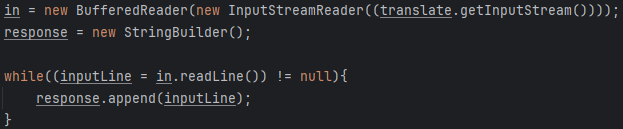 in = new BufferedReader(new InputStreamReader((translate.getInputStream())));
response = new StringBuilder();
while((inputLine = in.readLine()) != null){
response.append(inputLine);
}